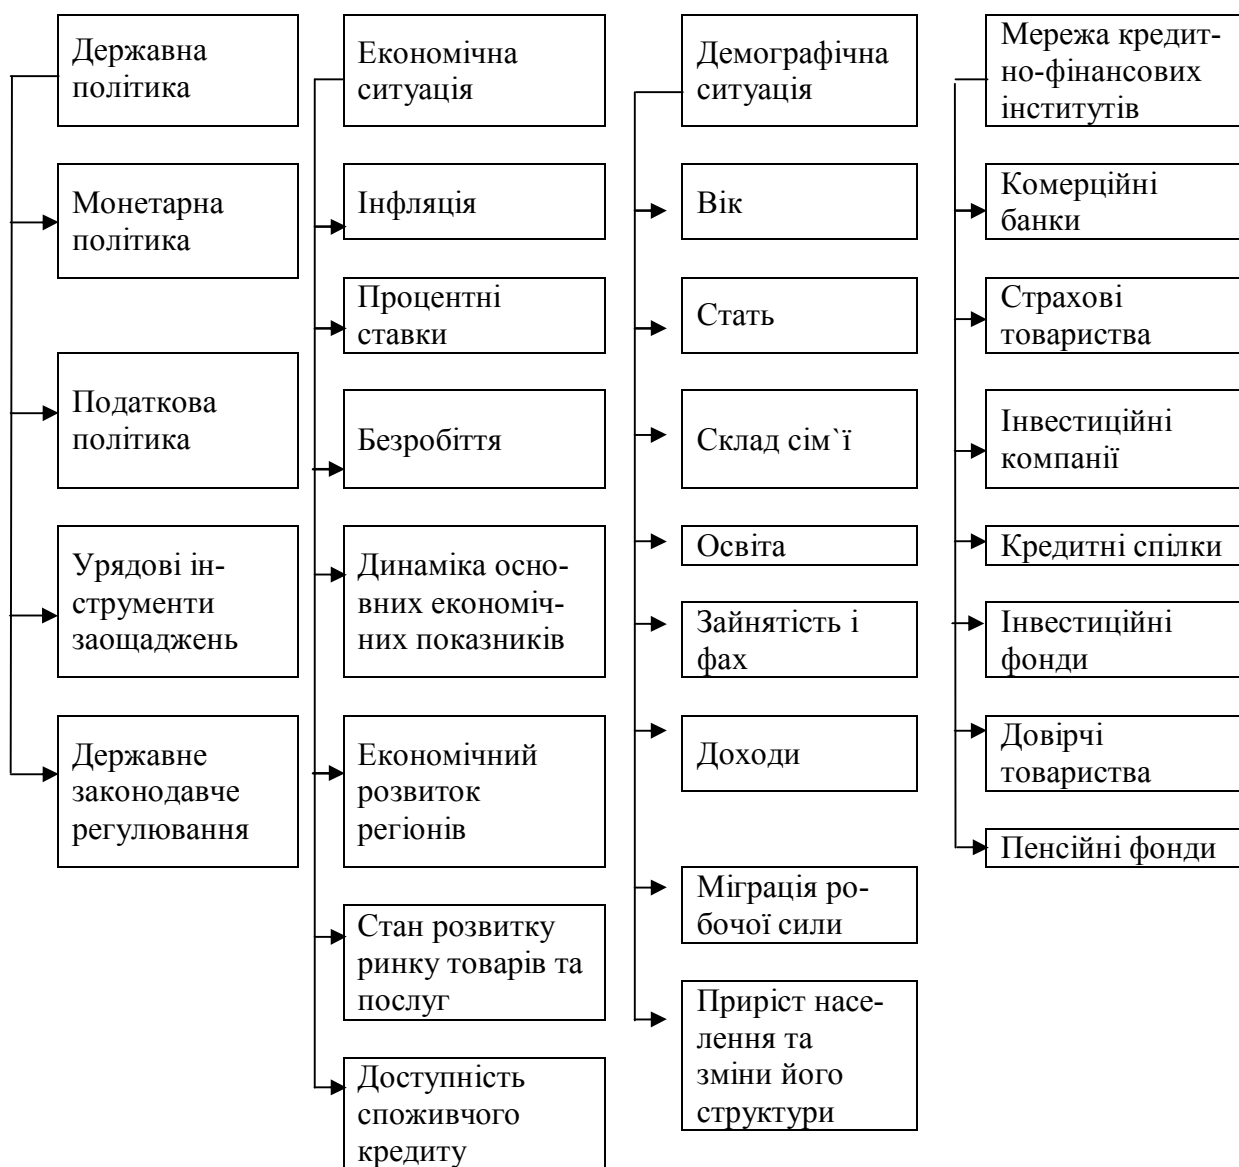 Державна
політика
Монетарна
політика
Податкова
політика
Урядові ін-
струменти
заощаджень
Державне
законодавче
регулювання
Економічна
ситуація
Інфляція
Процентні
ставки
Безробіття
Динаміка осно-
вних економіч-
них показників
Економічний
розвиток
регіонів
Стан розвитку
ринку товарів та
послуг
Доступність
споживчого
кредиту
Демографічна
ситуація
Вік
Стать
Склад сім`ї
Освіта
Зайнятість і
фах
Доходи
Міграція ро-
бочої сили
Приріст насе-
лення та
зміни його
структури
Мережа кредит-
но-фінансових
інститутів
Комерційні
банки
Страхові
товариства
Інвестиційні
компанії
Кредитні спілки
Інвестиційні
фонди
Довірчі
товариства
Пенсійні фонди